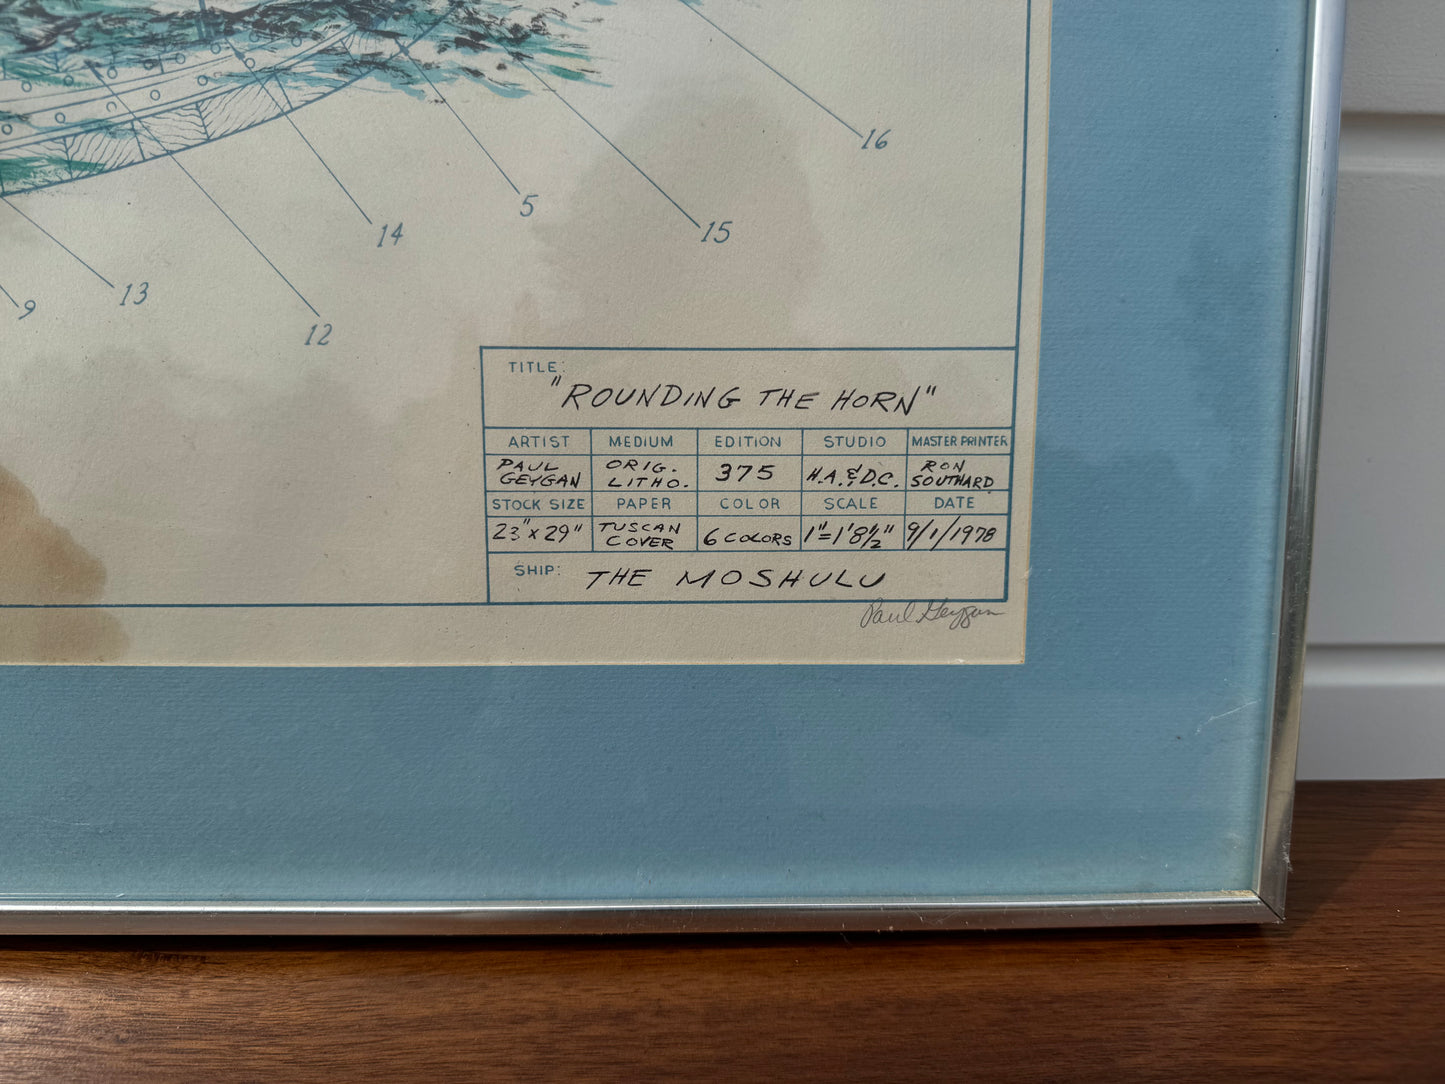 16
5
15
14
13
9
12
TITLE:
"ROUNDING THE HORN"
ARTIST MEDIUM EDITION STUDIO MASTER PRINTER
PAUL GEYGAN ORIG. LITHO. 375 H.A. & D.C. RON SOUTHARD
STOCK SIZE PAPER COLOR SCALE DATE
23" x 29" TUSCAN COVER 6 COLORS 1"=1'8½" 9/1/1978
SHIP: THE MOSHULU
Paul Geygan